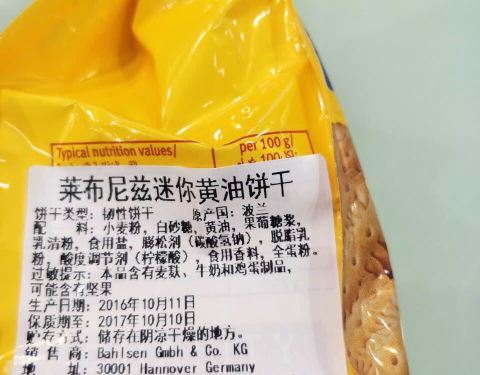 Typical nutrition values/
per 100 g/
莱布尼兹迷你黄油饼干
饼干类型: 韧性饼干 原产国: 波兰
配 料: 小麦粉, 白砂糖, 黄油, 果葡糖浆,
乳清粉, 食用盐, 膨松剂 (碳酸氢钠), 脱脂乳
粉, 酸度调节剂 (柠檬酸) 食用香料, 全蛋粉。
过敏提示: 本品含有麦麸、牛奶和鸡蛋制品,
可能含有坚果
生产日期: 2016年10月11日
保质期至: 2017年10月10日
贮存方式: 储存在阴凉干燥的地方。
销 售 商: Bahlsen Gmbh & Co. KG
地 址: 30001 Hannover Germany